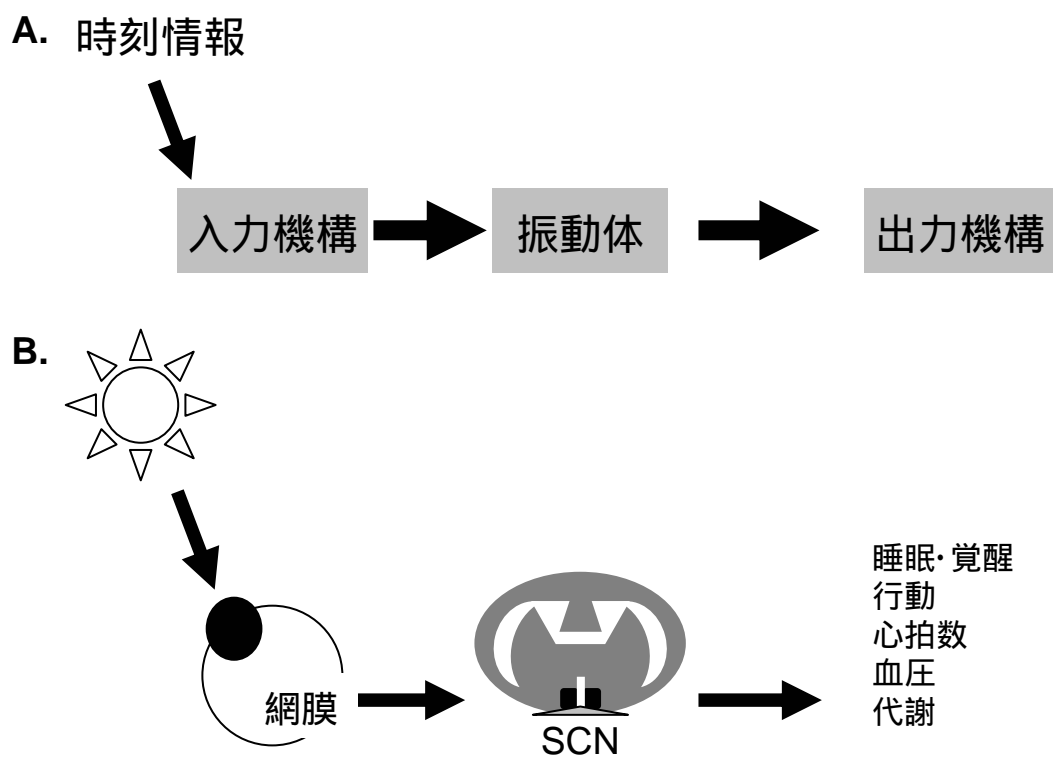 A. 時刻情報
入力機構 振動体 出力機構
B.
睡眠・覚醒
行動
心拍数
血圧
代謝
網膜
SCN